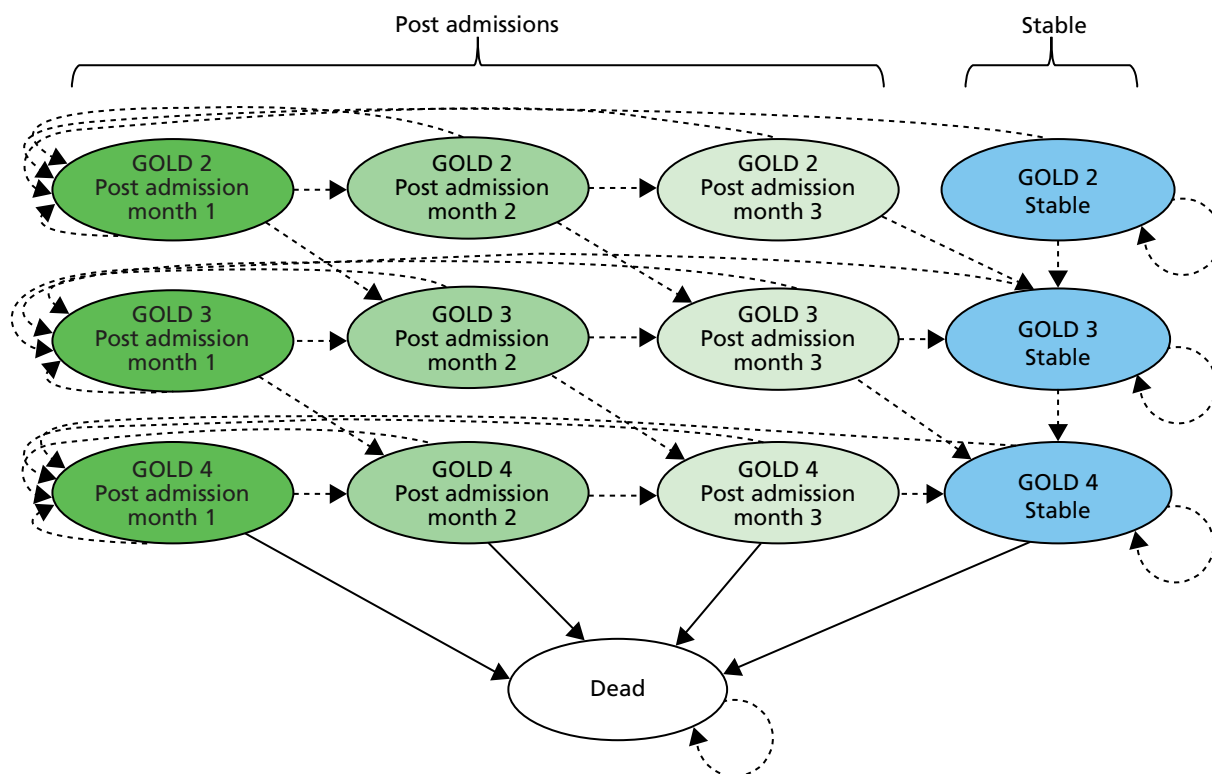 Post admissions
Stable
GOLD 2
Post admission
month 1
GOLD 2
Post admission
month 2
GOLD 2
Post admission
month 3
GOLD 2
Stable
GOLD 3
Post admission
month 1
GOLD 3
Post admission
month 2
GOLD 3
Post admission
month 3
GOLD 3
Stable
GOLD 4
Post admission
month 1
GOLD 4
Post admission
month 2
GOLD 4
Post admission
month 3
GOLD 4
Stable
Dead